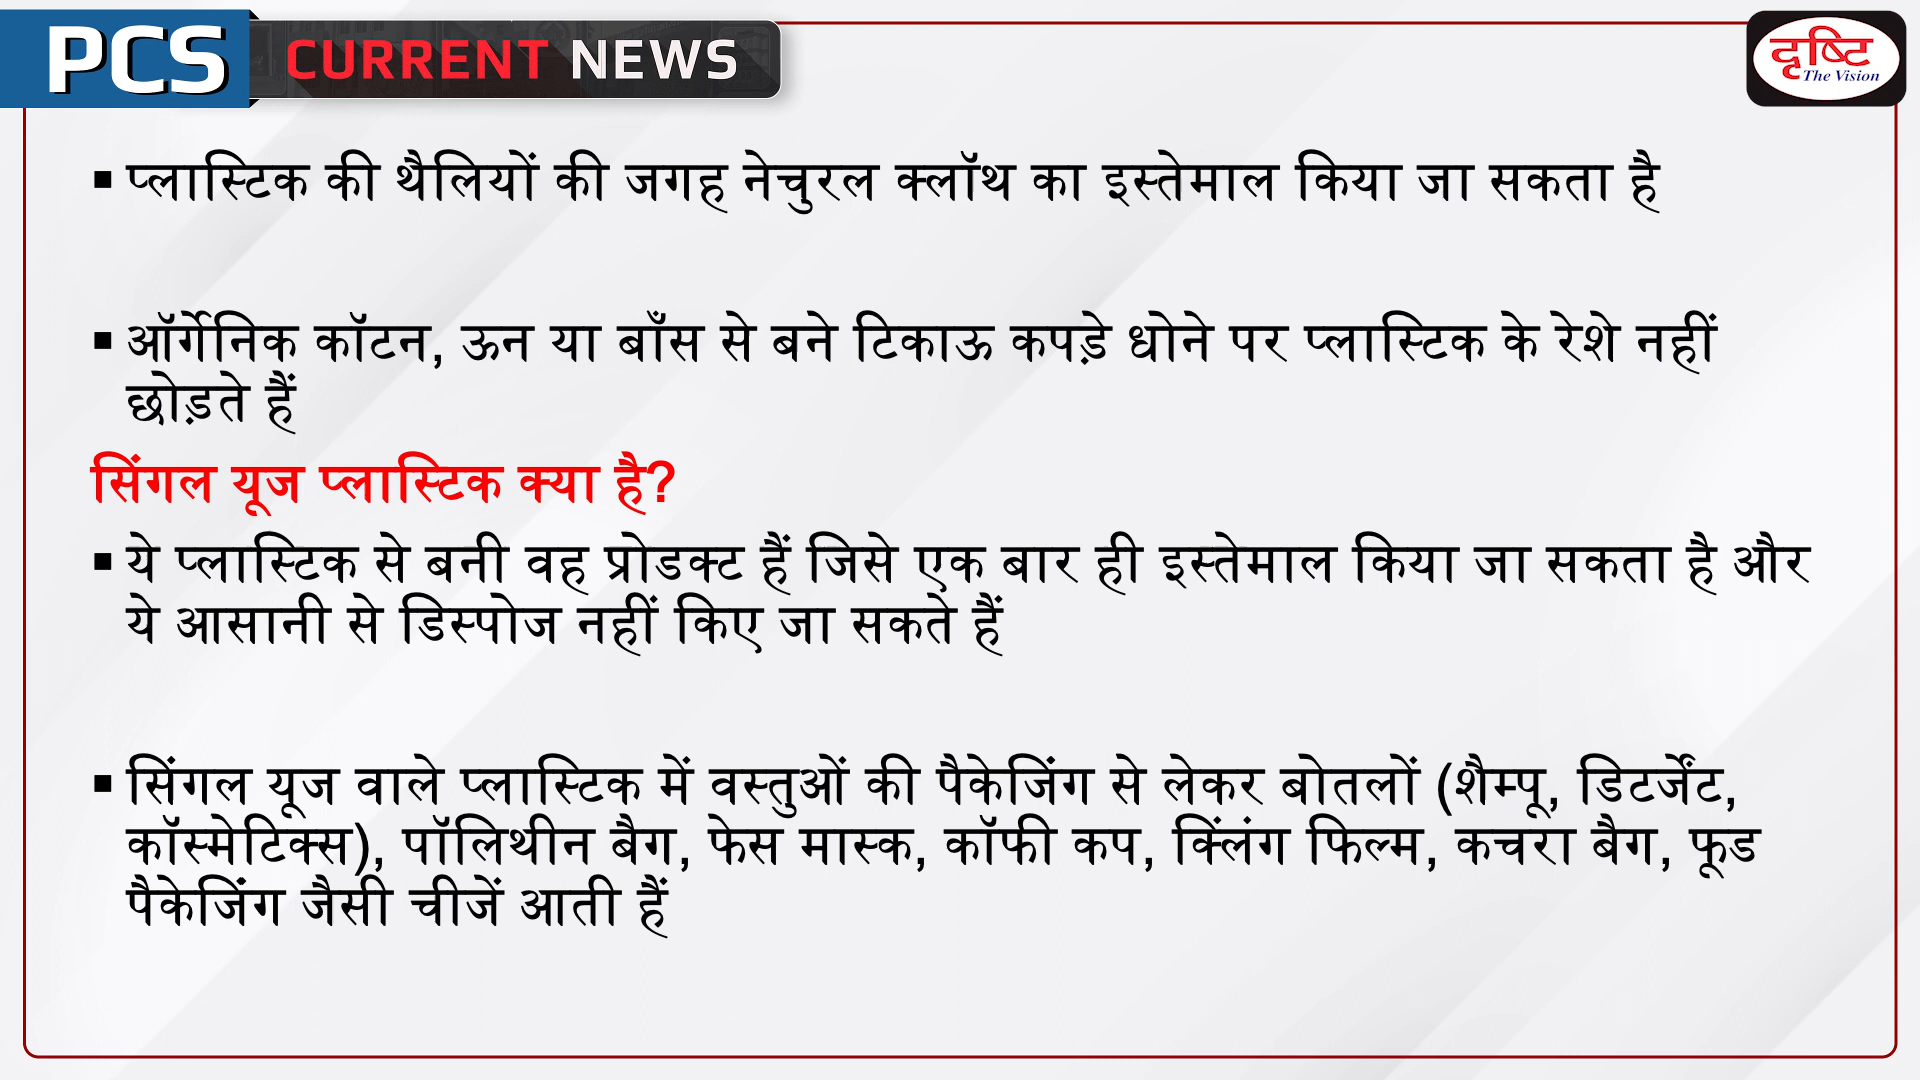 PCS CURRENT NEWS
दृष्टि
The Vision
▪ प्लास्टिक की थैलियों की जगह नेचुरल क्लॉथ का इस्तेमाल किया जा सकता है
▪ ऑर्गेनिक कॉटन, ऊन या बाँस से बने टिकाऊ कपड़े धोने पर प्लास्टिक के रेशे नहीं
छोड़ते हैं
सिंगल यूज प्लास्टिक क्या है?
▪ ये प्लास्टिक से बनी वह प्रोडक्ट हैं जिसे एक बार ही इस्तेमाल किया जा सकता है और
ये आसानी से डिस्पोज नहीं किए जा सकते हैं
▪ सिंगल यूज वाले प्लास्टिक में वस्तुओं की पैकेजिंग से लेकर बोतलों (शैम्पू, डिटर्जेंट,
कॉस्मेटिक्स), पॉलिथीन बैग, फेस मास्क, कॉफी कप, क्लिंलंग फिल्म, कचरा बैग, फूड
पैकेजिंग जैसी चीजें आती हैं